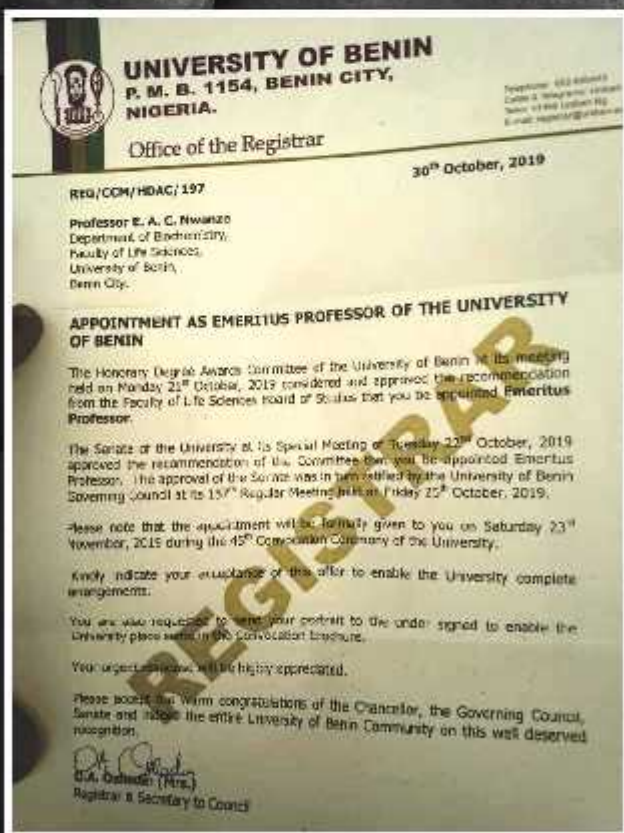 UNIVERSITY OF BENIN
P. M. B. 1154, BENIN CITY,
NIGERIA.
Office of the Registrar
30th October, 2019
REG/CCM/HDAC/197
Professor E. A. C. Nwanze
Department of Biochemistry,
Faculty of Life Sciences,
University of Benin,
Benin City.
APPOINTMENT AS EMERITUS PROFESSOR OF THE UNIVERSITY
OF BENIN
The Honorary Degree Awards Committee of the University of Benin at its meeting
held on Monday 21st October, 2019 considered and approved the recommendation
from the Faculty of Life Sciences Board of Studies that you be appointed Emeritus
Professor.
The Senate of the University at its Special Meeting of Tuesday 22nd October, 2019
approved the recommendation of the Committee that you be appointed Emeritus
Professor. The approval of the Senate was in turn ratified by the University of Benin
Governing Council at its Regular Meeting held on Friday 25th October, 2019.
Please note that the appointment will be formally given to you on Saturday 23rd
November, 2019 during the 45th Convocation Ceremony of the University.
Kindly indicate your acceptance of this offer to enable the University complete
arrangements.
You are also requested to send your portrait to the under signed to enable the
University place same in the Convocation brochure.
Your urgent response will be highly appreciated.
Please accept the warm congratulations of the Chancellor, the Governing Council,
Senate and indeed the entire University of Benin Community on this well deserved
recognition.
O.A. (Mrs.)
Registrar & Secretary to Council
REGISTRAR